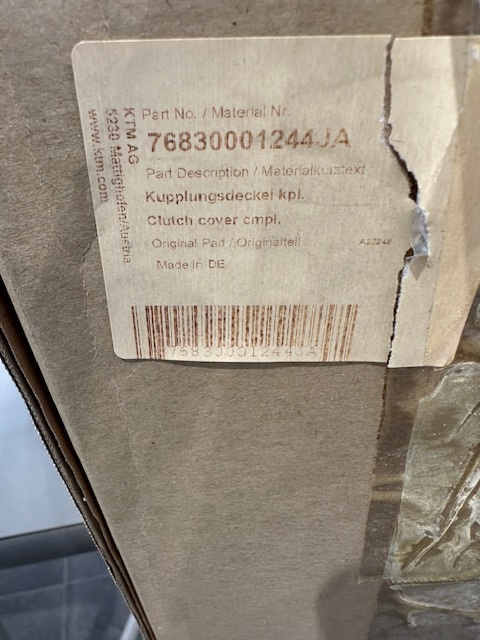 KTM AG
5230 Mattighofen/Austria
www.ktm.com
Part No. / Material Nr.
76830001244JA
Part Description / Materialkurztext
Kupplungsdeckel kpl.
Clutch cover cmpl.
Original Part / Originalteil
Made in DE
76830001244JA